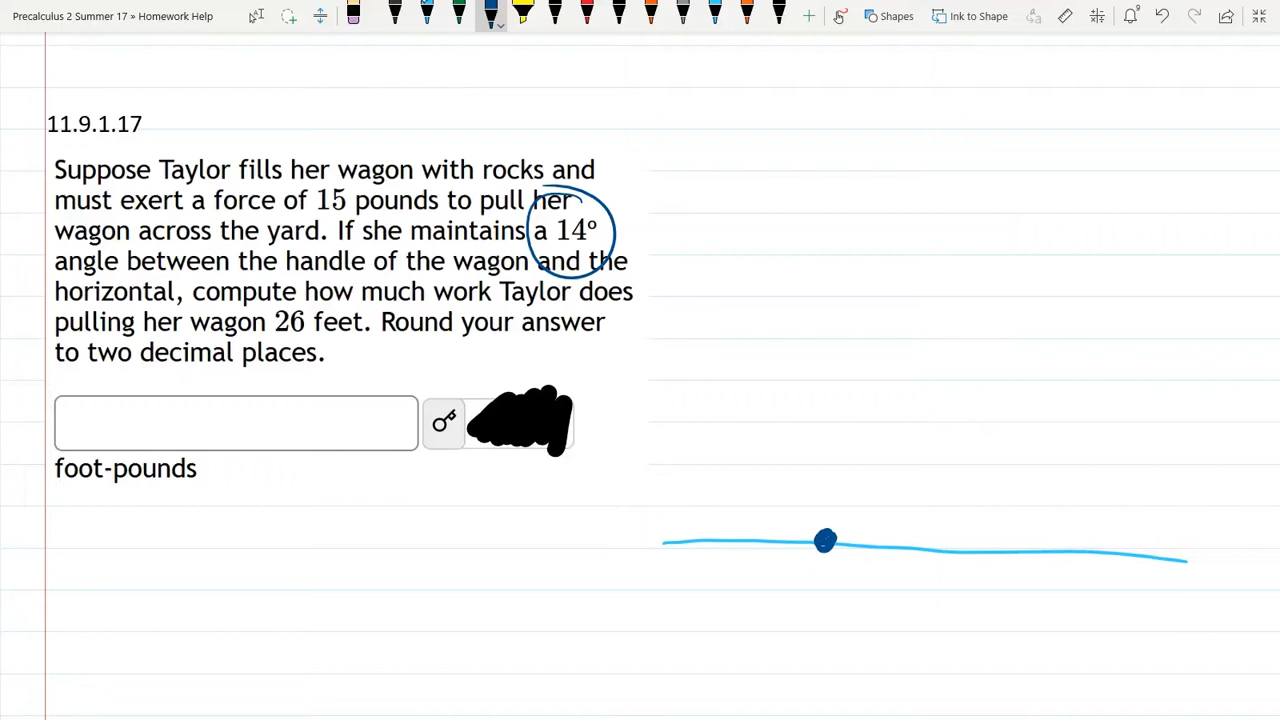 Precalculus 2 Summer 17 » Homework Help
Shapes
Ink to Shape
11.9.1.17
Suppose Taylor fills her wagon with rocks and
must exert a force of 15 pounds to pull her
wagon across the yard. If she maintains a 14º
angle between the handle of the wagon and the
horizontal, compute how much work Taylor does
pulling her wagon 26 feet. Round your answer
to two decimal places.
foot-pounds